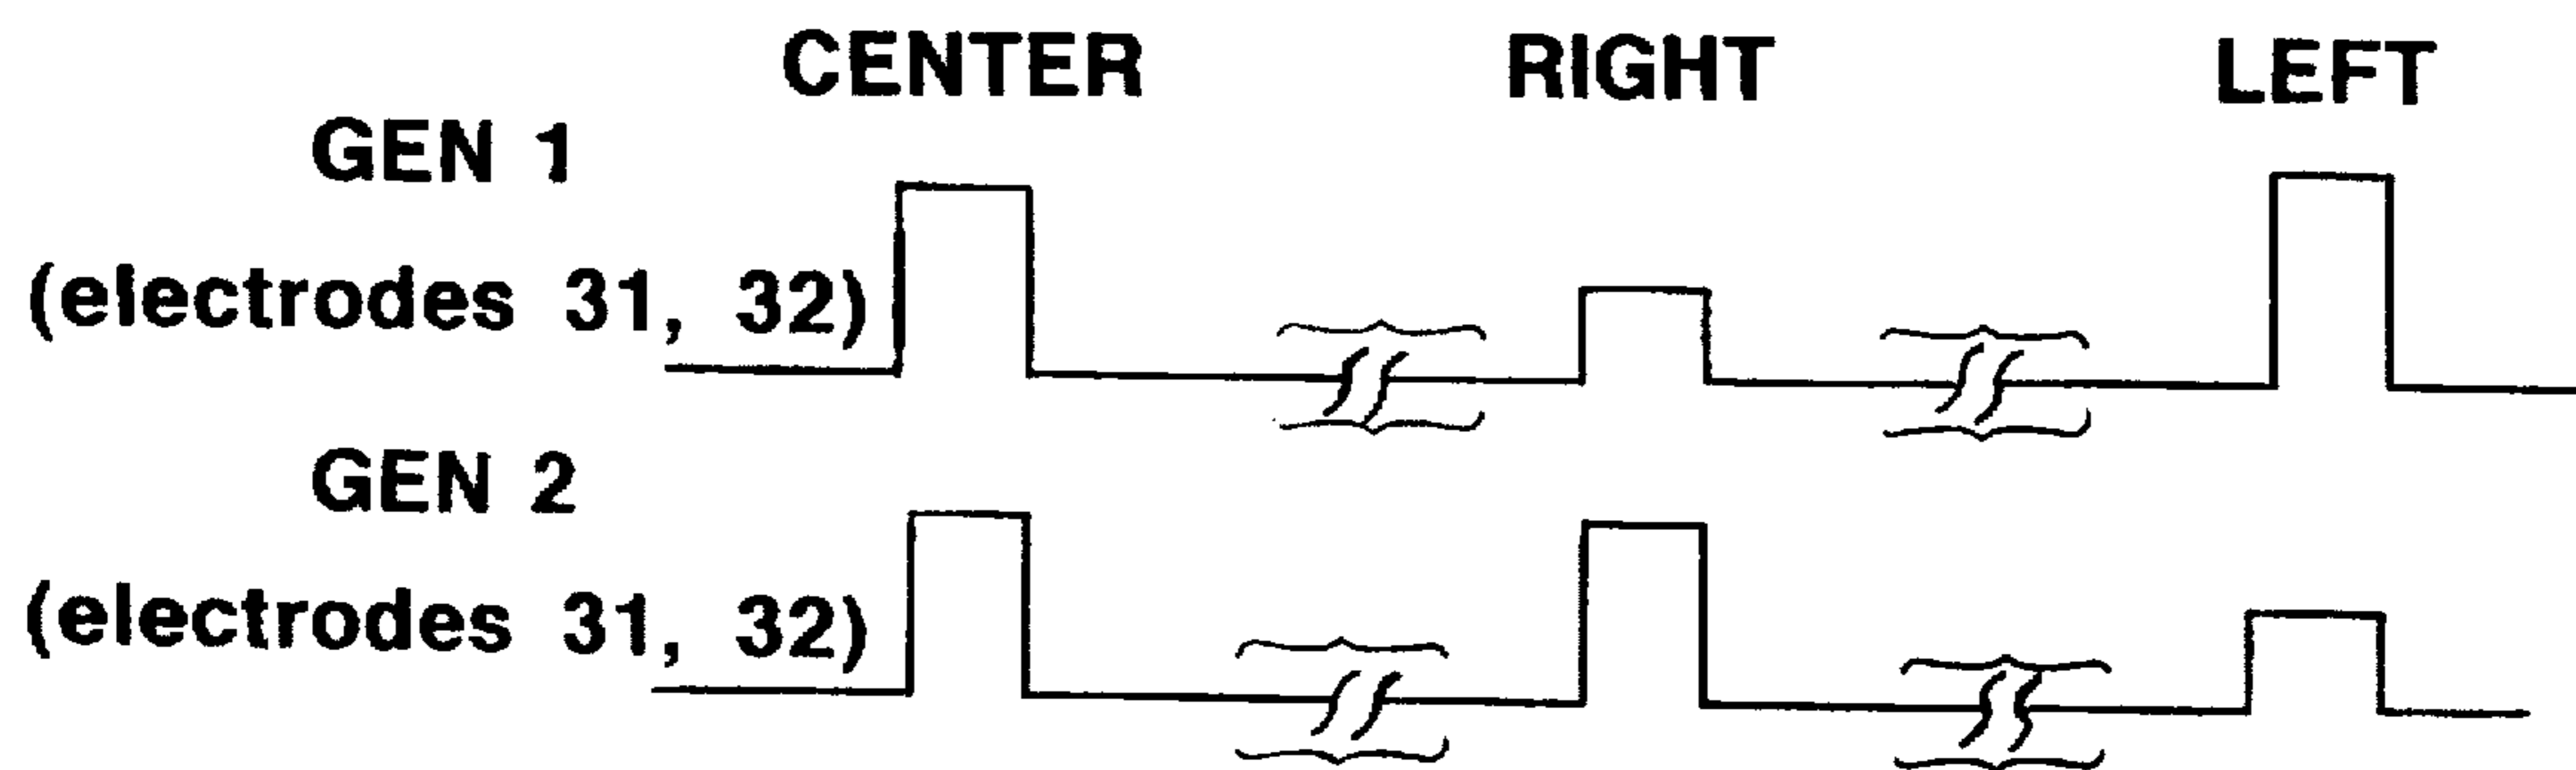 CENTER RIGHT LEFT
GEN 1
(electrodes 31, 32)
GEN 2
(electrodes 31, 32)